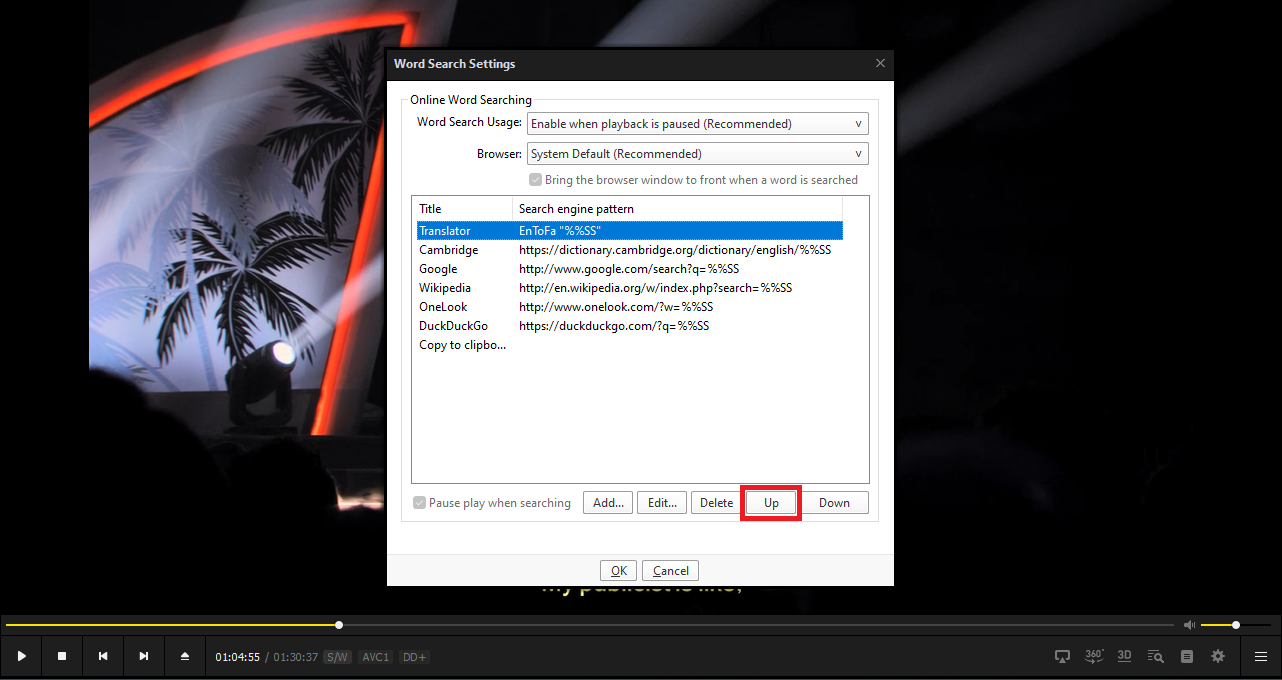 Word Search Settings
Online Word Searching
Word Search Usage: Enable when playback is paused (Recommended) v
Browser: System Default (Recommended) v
Bring the browser window to front when a word is searched
Title Search engine pattern
Translator EnToFa "%%SS"
Cambridge https://dictionary.cambridge.org/dictionary/english/%%SS
Google http://www.google.com/search?q=%%SS
Wikipedia http://en.wikipedia.org/w/index.php?search=%%SS
OneLook http://www.onelook.com/?w=%%SS
DuckDuckGo https://duckduckgo.com/?q=%%SS
Copy to clipbo...
Pause play when searching Add... Edit... Delete Up Down
OK Cancel
My publicist is like,
01:04:55 / 01:30:37 S/W AVC1 DD+ 360° 3D